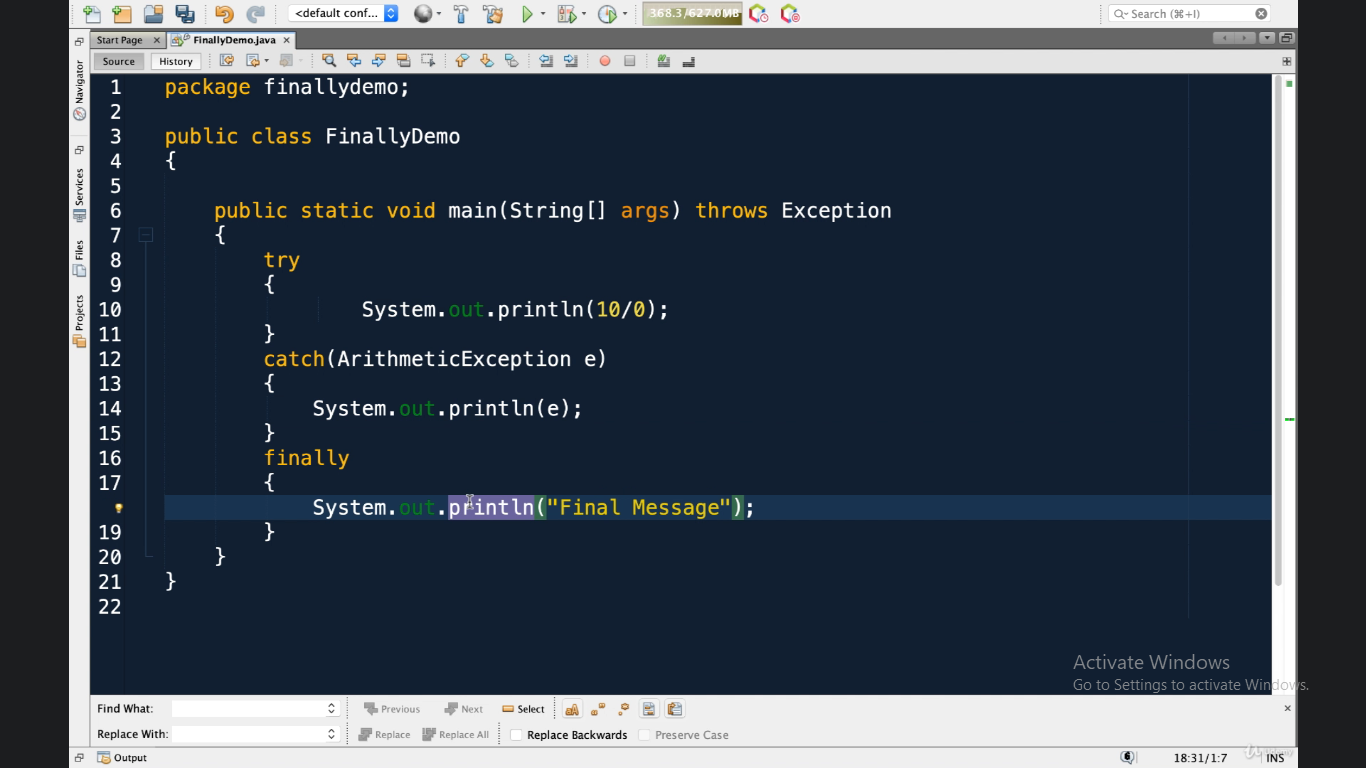 <default conf...
368.3/627.0MB
Search (⌘+I)
Start Page
FinallyDemo.java
Source
History
Navigator
Services
Files
Projects
1 package finallydemo;
2
3 public class FinallyDemo
4 {
5
6 public static void main(String[] args) throws Exception
7 {
8 try
9 {
10 System.out.println(10/0);
11 }
12 catch(ArithmeticException e)
13 {
14 System.out.println(e);
15 }
16 finally
17 {
System.out.println("Final Message");
19 }
20 }
21 }
22
Activate Windows
Go to Settings to activate Windows.
Find What:
Previous
Next
Select
Replace With:
Replace
Replace All
Replace Backwards
Preserve Case
Output
6
18:31/1:7
INS